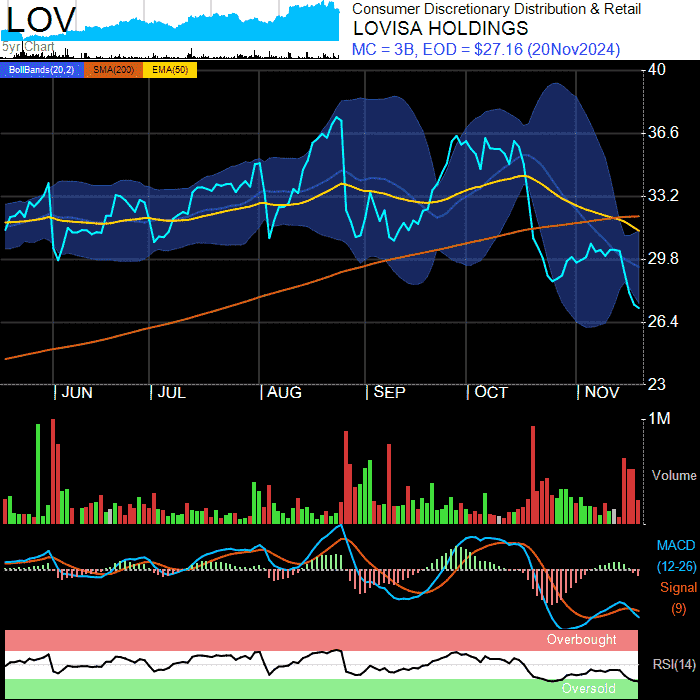 LOV
5yr Chart
Consumer Discretionary Distribution & Retail
LOVISA HOLDINGS
MC = 3B, EOD = $27.16 (20Nov2024)
BollBands(20,2) SMA(200) EMA(50)
40
36.6
33.2
29.8
26.4
23
JUN JUL AUG SEP OCT NOV
1M
Volume
MACD
(12-26)
Signal
(9)
Overbought
RSI(14)
Oversold